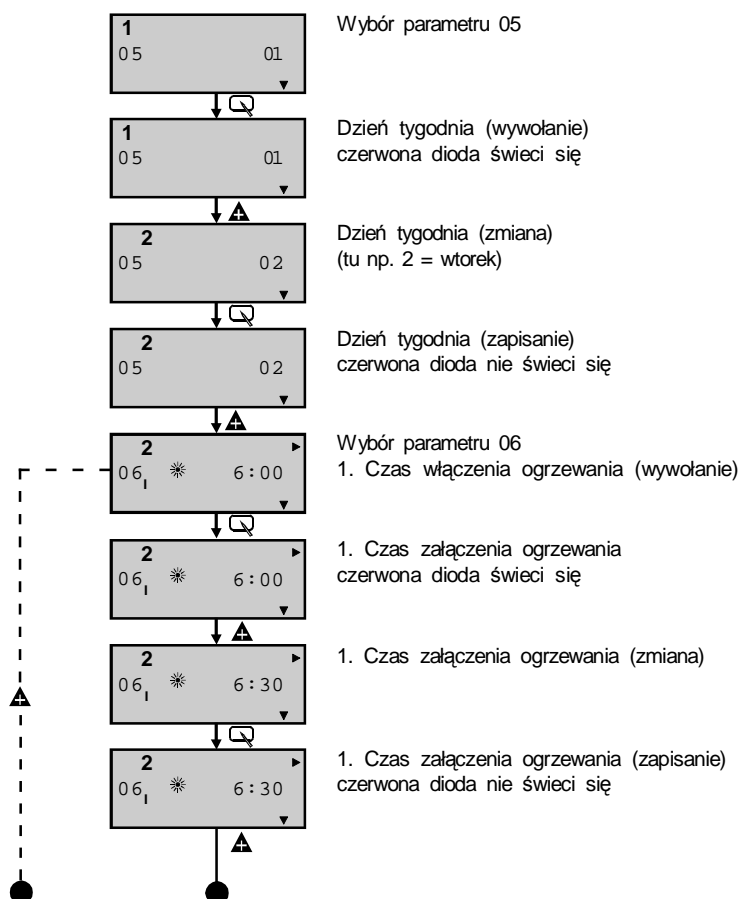 1
05 01
Wybór parametru 05
1
05 01
Dzień tygodnia (wywołanie)
czerwona dioda świeci się
2
05 02
Dzień tygodnia (zmiana)
(tu np. 2 = wtorek)
2
05 02
Dzień tygodnia (zapisanie)
czerwona dioda nie świeci się
2
06 I 6:00
Wybór parametru 06
1. Czas włączenia ogrzewania (wywołanie)
2
06 I 6:00
1. Czas załączenia ogrzewania
czerwona dioda świeci się
2
06 I 6:30
1. Czas załączenia ogrzewania (zmiana)
2
06 I 6:30
1. Czas załączenia ogrzewania (zapisanie)
czerwona dioda nie świeci się